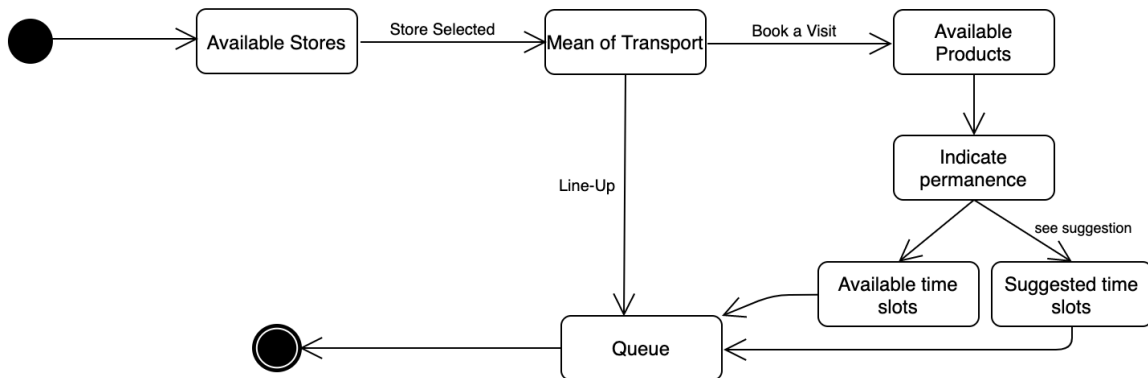 Available Stores
Store Selected
Mean of Transport
Book a Visit
Available
Products
Indicate
permanence
Line-Up
see suggestion
Available time
slots
Suggested time
slots
Queue